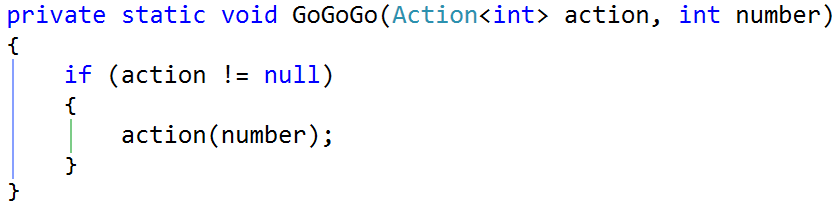 private static void GoGoGo(Action<int> action, int number)
{
    if (action != null)
    {
        action(number);
    }
}